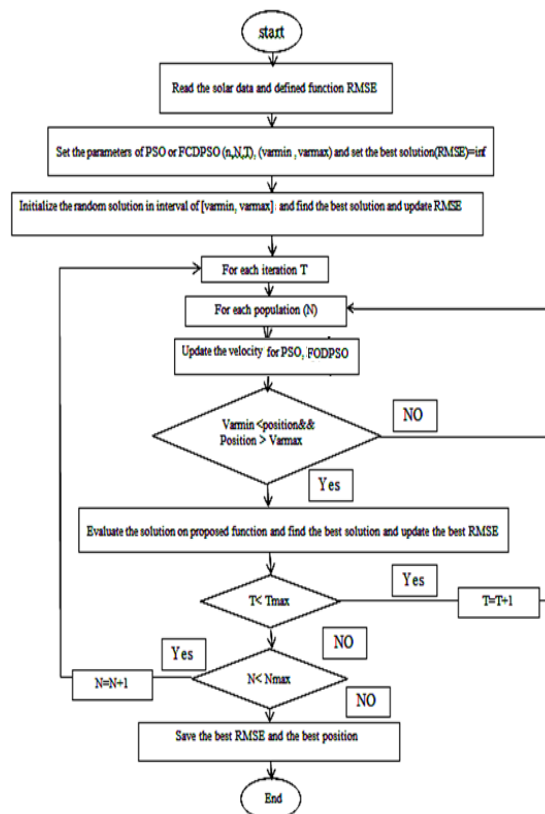 start
Read the solar data and defined function RMSE
Set the parameters of PSO or FCDPSO (n,N,T), (varmin , varmax) and set the best solution(RMSE)=inf
Initialize the random solution in interval of [varmin, varmax] and find the best solution and update RMSE
For each iteration T
For each population (N)
Update the velocity for PSO, FODPSO
Varmin <position&&
Position > Varmax
NO
Yes
Evaluate the solution on proposed function and find the best solution and update the best RMSE
T< Tmax
Yes
T=T+1
NO
Yes
N=N+1
N< Nmax
NO
Save the best RMSE and the best position
End